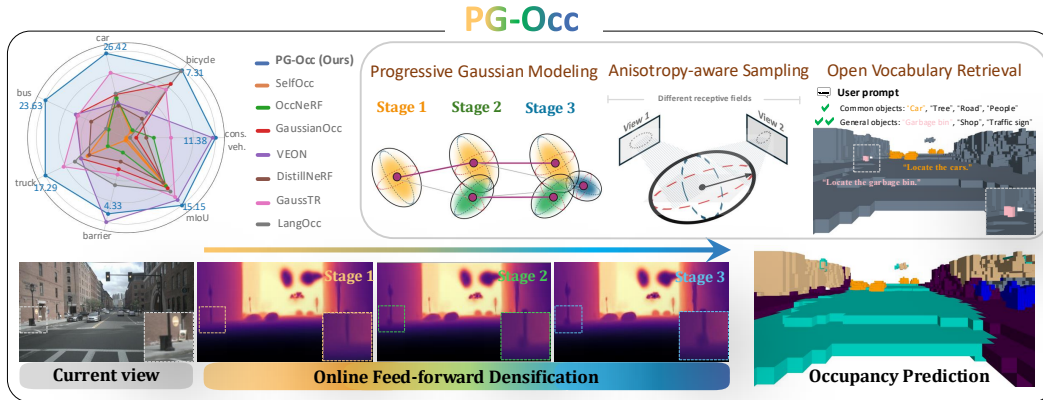 PG-Occ
car
26.42
bicycle
7.31
bus
23.63
cons.
veh.
11.38
truck
17.29
15.15
mIoU
4.33
barrier
PG-Occ (Ours)
SelfOcc
OccNeRF
GaussianOcc
VEON
DistillNeRF
GaussTR
LangOcc
Progressive Gaussian Modeling
Stage 1
Stage 2
Stage 3
Anisotropy-aware Sampling
Different receptive fields
View 1
View 2
Open Vocabulary Retrieval
User prompt
Common objects: "Car", "Tree", "Road", "People"
General objects: "Garbage bin", "Shop", "Traffic sign"
"Locate the cars."
"Locate the garbage bin."
Stage 1
Stage 2
Stage 3
Current view
Online Feed-forward Densification
Occupancy Prediction